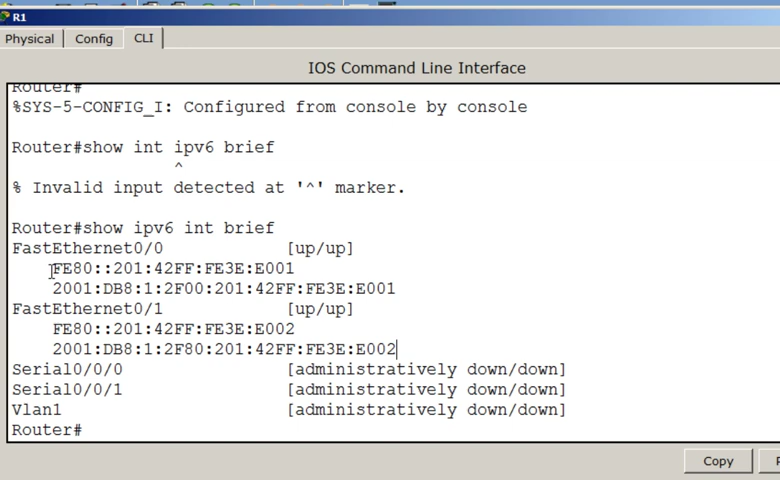 R1
Physical Config CLI
IOS Command Line Interface
Router#
%SYS-5-CONFIG_I: Configured from console by console
Router#show int ipv6 brief
^
% Invalid input detected at '^' marker.
Router#show ipv6 int brief
FastEthernet0/0 [up/up]
FE80::201:42FF:FE3E:E001
2001:DB8:1:2F00:201:42FF:FE3E:E001
FastEthernet0/1 [up/up]
FE80::201:42FF:FE3E:E002
2001:DB8:1:2F80:201:42FF:FE3E:E002
Serial0/0/0 [administratively down/down]
Serial0/0/1 [administratively down/down]
Vlan1 [administratively down/down]
Router#
Copy